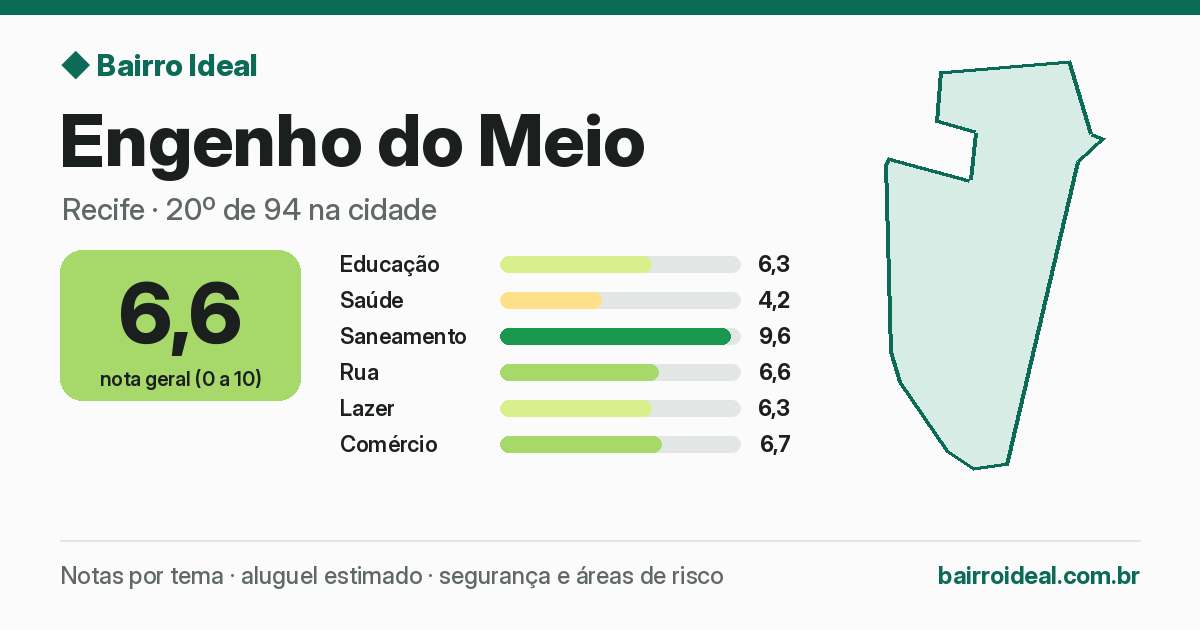 Bairro Ideal
Engenho do Meio
Recife · 20º de 94 na cidade
6,6
nota geral (0 a 10)
Educação 6,3
Saúde 4,2
Saneamento 9,6
Rua 6,6
Lazer 6,3
Comércio 6,7
Notas por tema · aluguel estimado · segurança e áreas de risco
bairroideal.com.br